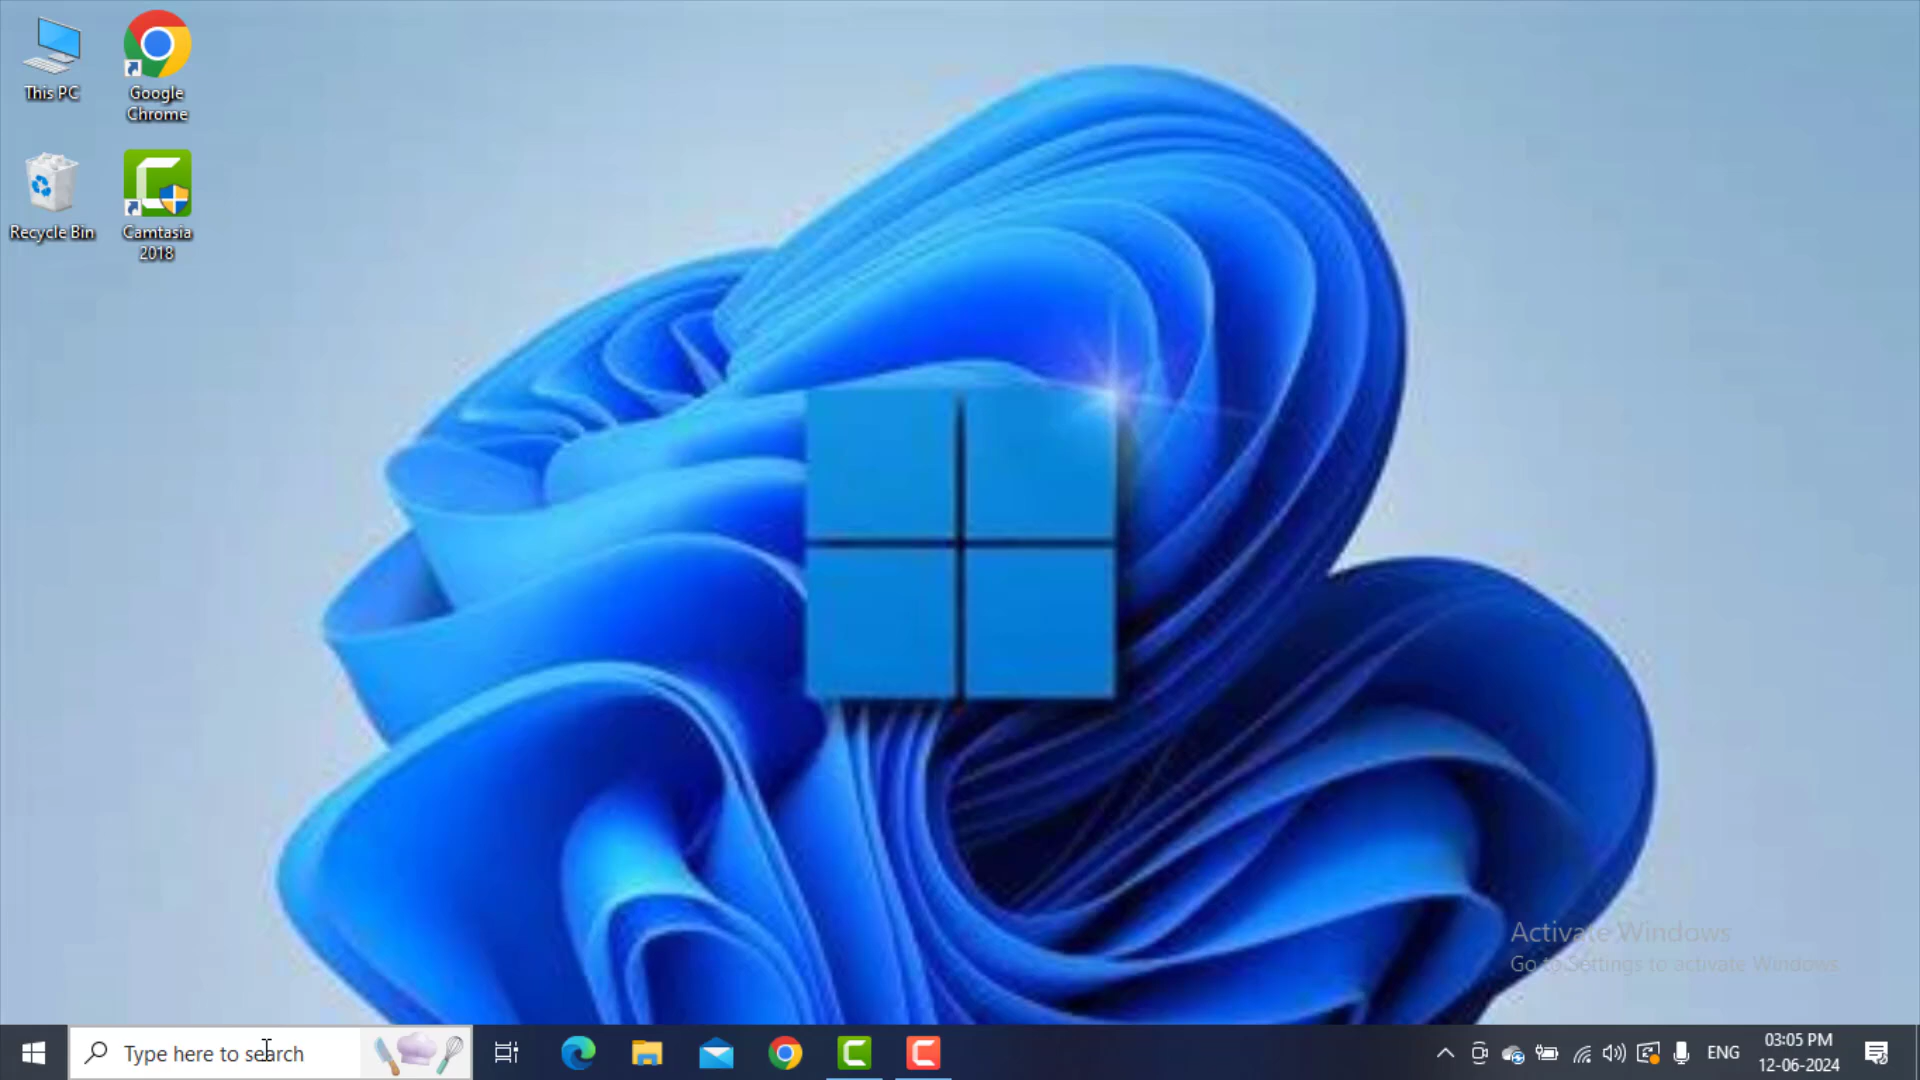 This PC
Google
Chrome
Recycle Bin
Camtasia
2018
Activate Windows
Go to Settings to activate Windows.
Type here to search
ENG
03:05 PM
12-06-2024